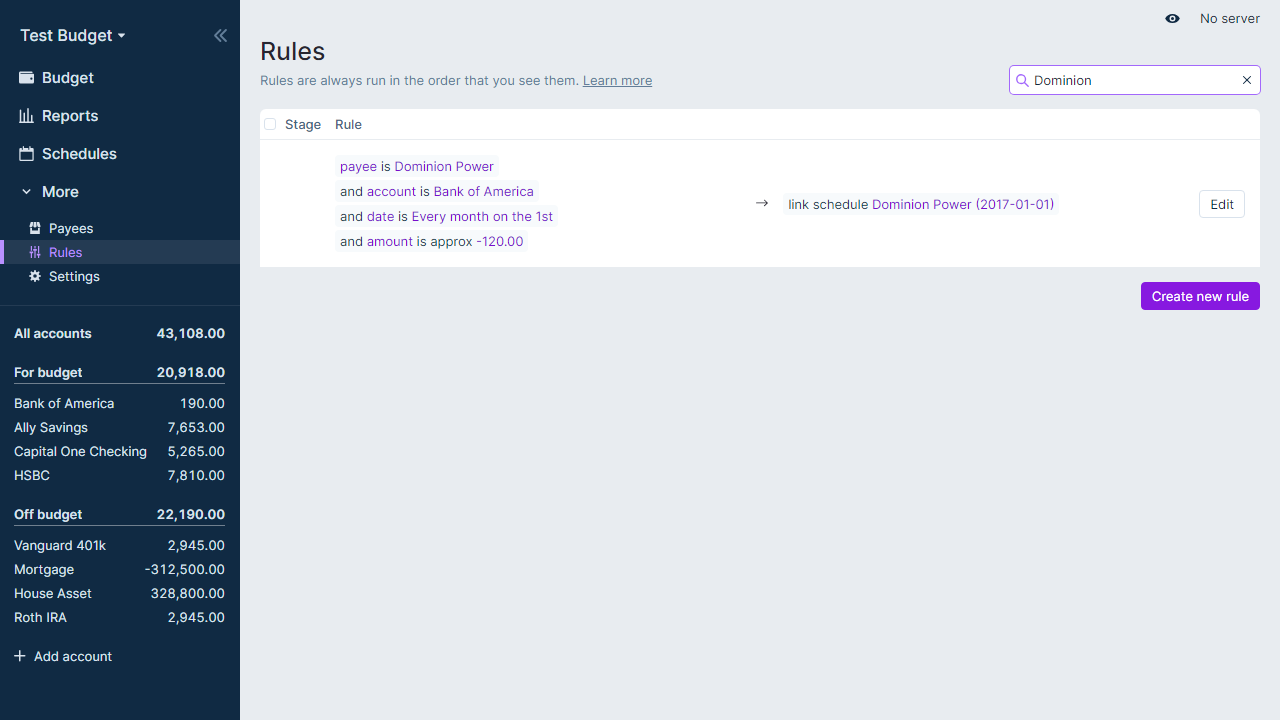 Test Budget
Budget
Reports
Schedules
More
Payees
Rules
Settings
All accounts 43,108.00
For budget 20,918.00
Bank of America 190.00
Ally Savings 7,653.00
Capital One Checking 5,265.00
HSBC 7,810.00
Off budget 22,190.00
Vanguard 401k 2,945.00
Mortgage -312,500.00
House Asset 328,800.00
Roth IRA 2,945.00
Add account
No server
Rules
Rules are always run in the order that you see them. Learn more
Dominion
Stage Rule
payee is Dominion Power
and account is Bank of America
and date is Every month on the 1st
and amount is approx -120.00
→ link schedule Dominion Power (2017-01-01)
Edit
Create new rule